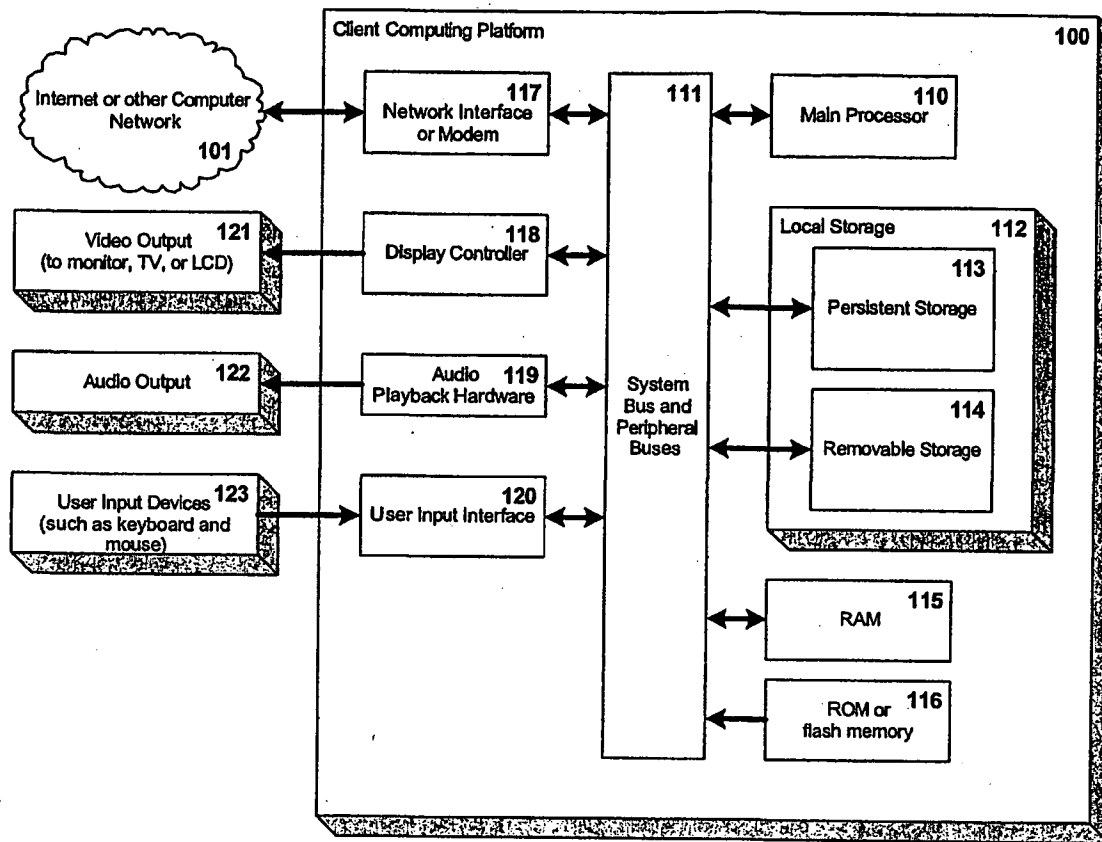 Client Computing Platform
100
Internet or other Computer
Network
101
117
Network Interface
or Modem
111
System
Bus and
Peripheral
Buses
110
Main Processor
121
Video Output
(to monitor, TV, or LCD)
118
Display Controller
Local Storage
112
113
Persistent Storage
114
Removable Storage
122
Audio Output
Audio
119
Playback Hardware
123
User Input Devices
(such as keyboard and
mouse)
120
User Input Interface
115
RAM
116
ROM or
flash memory